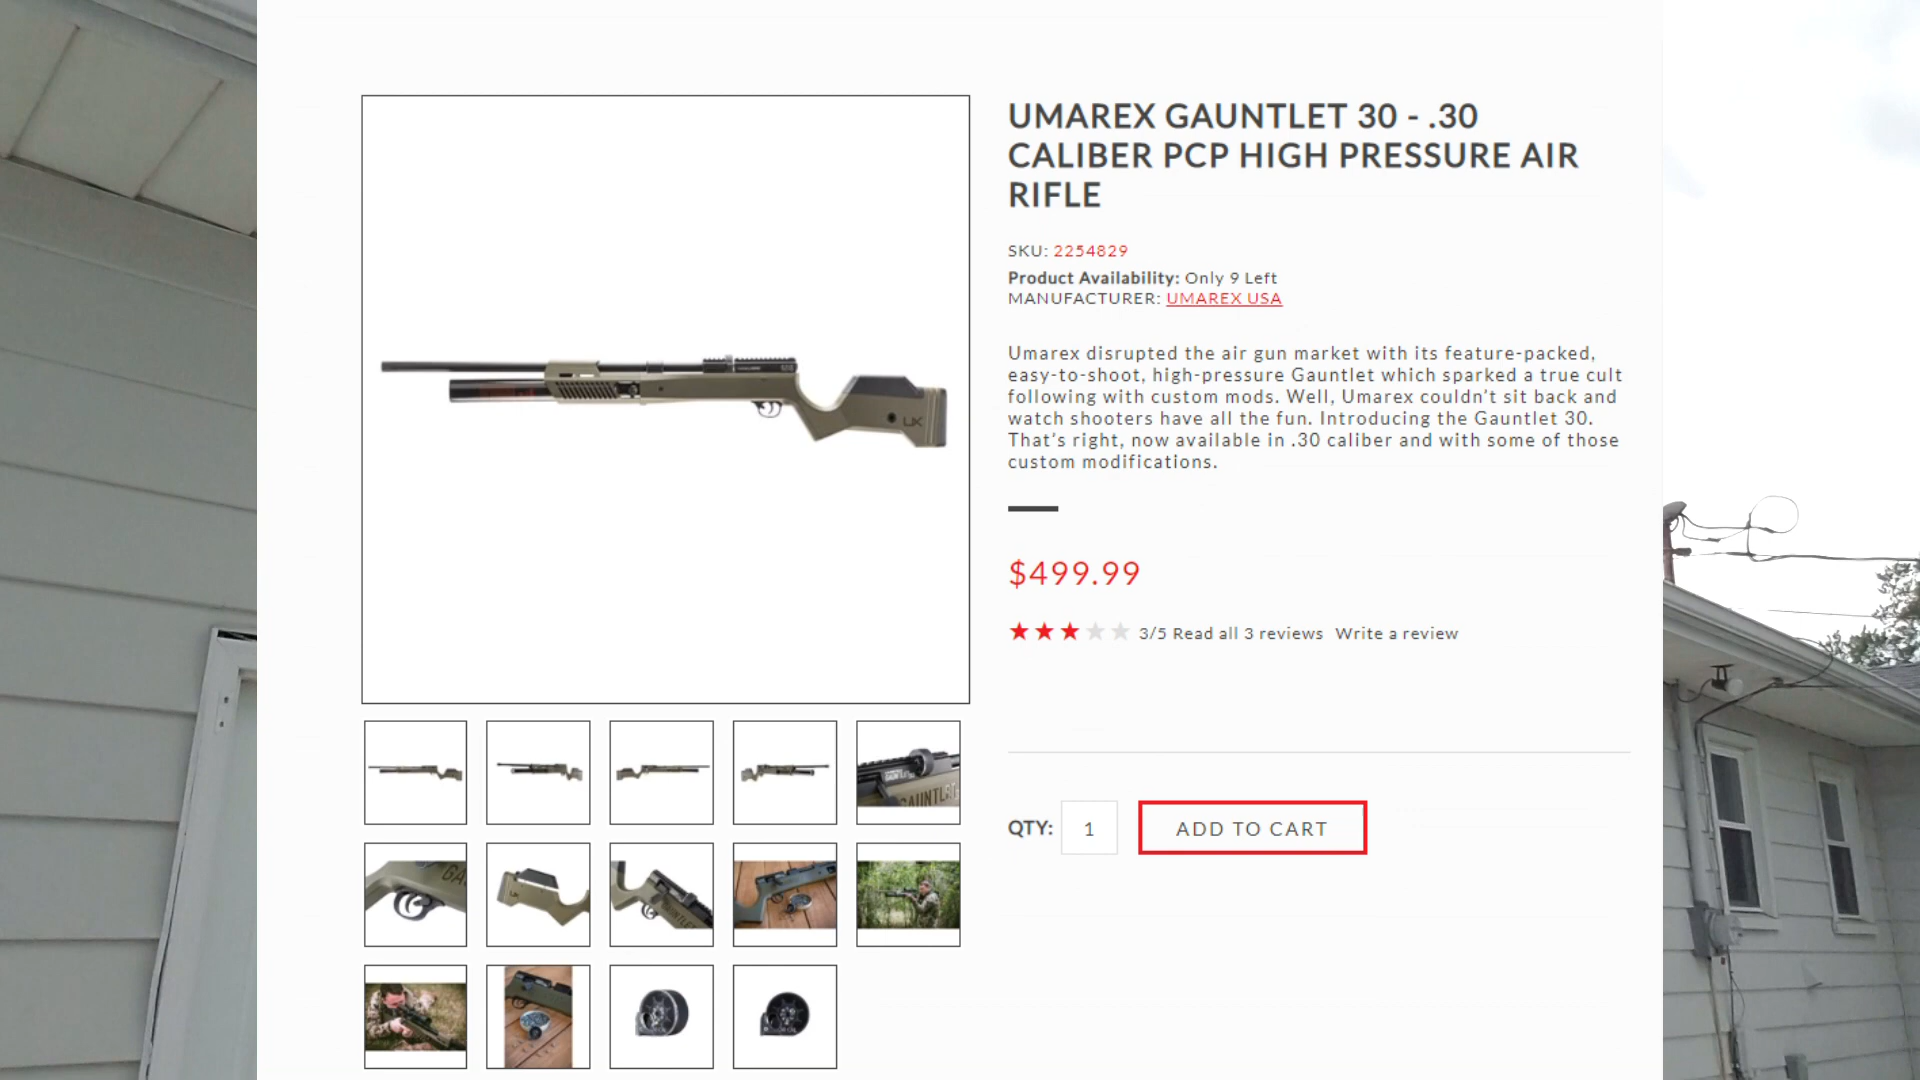 UMAREX GAUNTLET 30 - .30
CALIBER PCP HIGH PRESSURE AIR
RIFLE
SKU: 2254829
Product Availability: Only 9 Left
MANUFACTURER: UMAREX USA
Umarex disrupted the air gun market with its feature-packed,
easy-to-shoot, high-pressure Gauntlet which sparked a true cult
following with custom mods. Well, Umarex couldn't sit back and
watch shooters have all the fun. Introducing the Gauntlet 30.
That's right, now available in .30 caliber and with some of those
custom modifications.
$499.99
3/5 Read all 3 reviews Write a review
QTY: 1 ADD TO CART
UX
GAUNTLET
GA
GAUNTLET